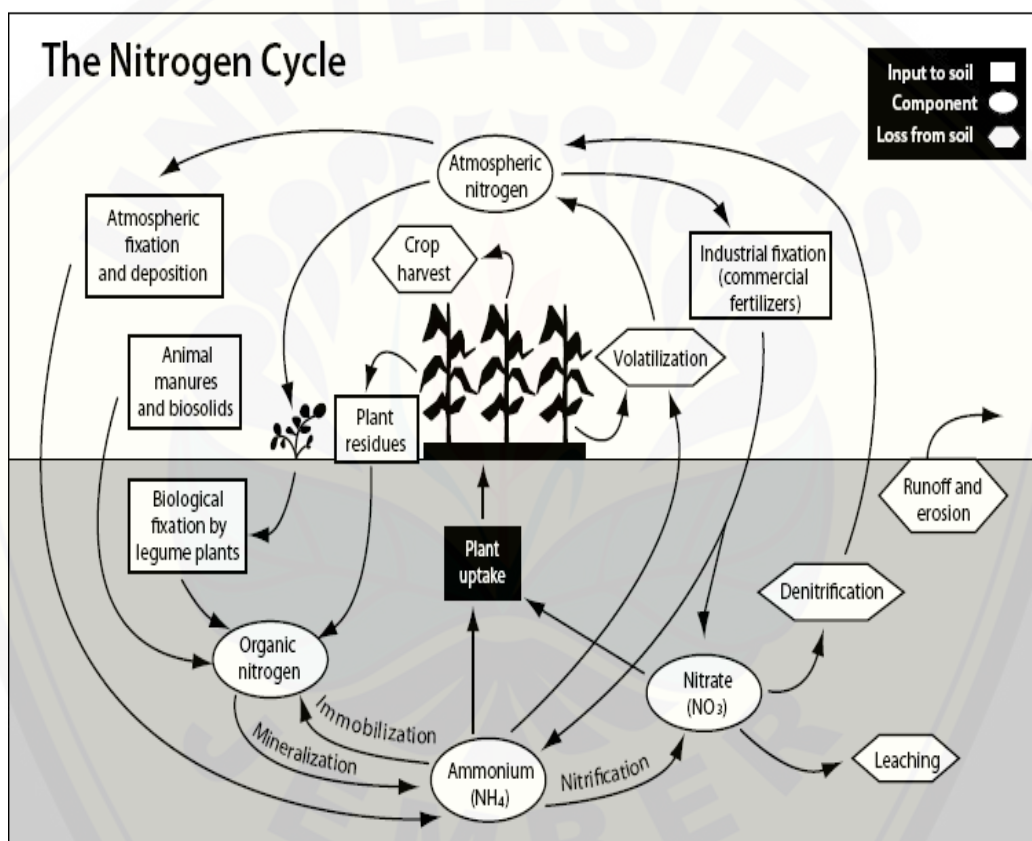 The Nitrogen Cycle
Input to soil
Component
Loss from soil
Atmospheric
nitrogen
Atmospheric
fixation
and deposition
Crop
harvest
Industrial fixation
(commercial
fertilizers)
Animal
manures
and biosolids
Volatilization
Plant
residues
Runoff and
erosion
Biological
fixation by
legume plants
Plant
uptake
Denitrification
Organic
nitrogen
Nitrate
(NO₃)
Immobilization
Mineralization
Ammonium
(NH₄)
Nitrification
Leaching
UNIVERSITAS
JEMBER